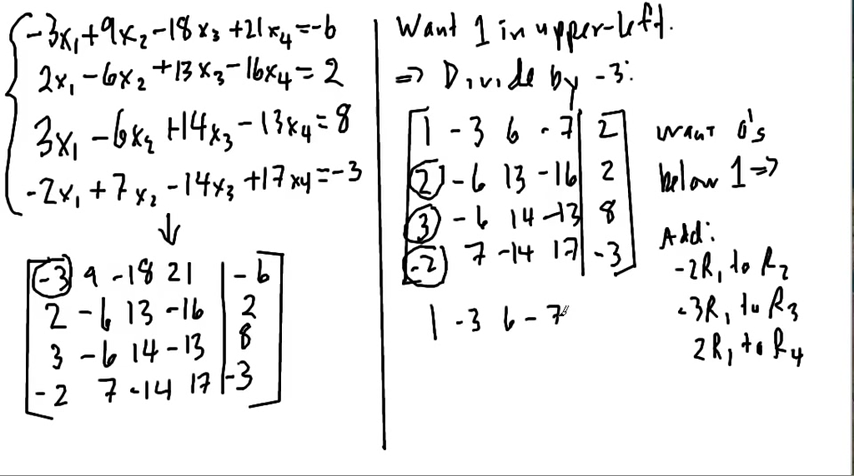 -3x₁+9x₂-18x₃+21x₄=-6
2x₁-6x₂+13x₃-16x₄=2
3x₁-6x₂+14x₃-13x₄=8
-2x₁+7x₂-14x₃+17x₄=-3
↓
-3 9 -18 21 | -6
2 -6 13 -16 | 2
3 -6 14 -13 | 8
-2 7 -14 17 | -3
Want 1 in upper-left.
⇒ Divide by -3:
1 -3 6 -7 | 2
2 -6 13 -16 | 2
3 -6 14 -13 | 8
-2 7 -14 17 | -3
1 -3 6 -7
Want 0's
below 1⇒
Add:
-2R₁ to R₂
-3R₁ to R₃
2R₁ to R₄